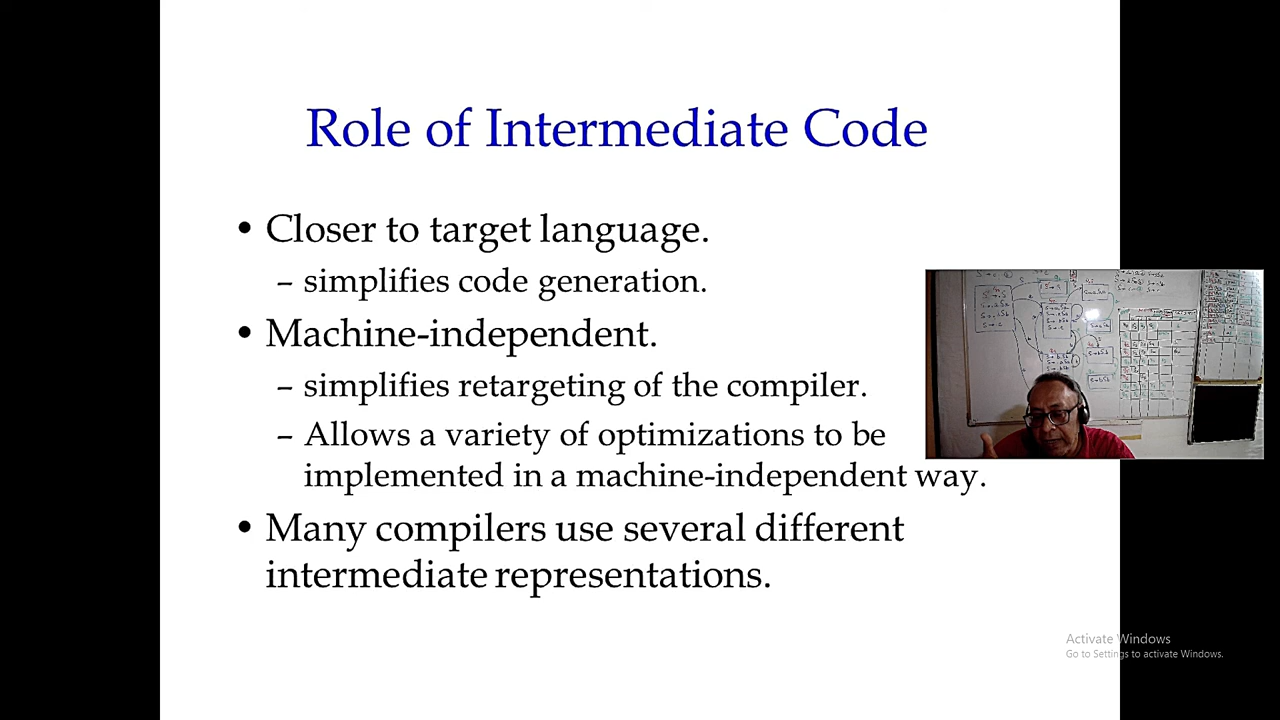 Role of Intermediate Code
• Closer to target language.
– simplifies code generation.
• Machine-independent.
– simplifies retargeting of the compiler.
– Allows a variety of optimizations to be
implemented in a machine-independent way.
• Many compilers use several different
intermediate representations.
Activate Windows
Go to Settings to activate Windows.